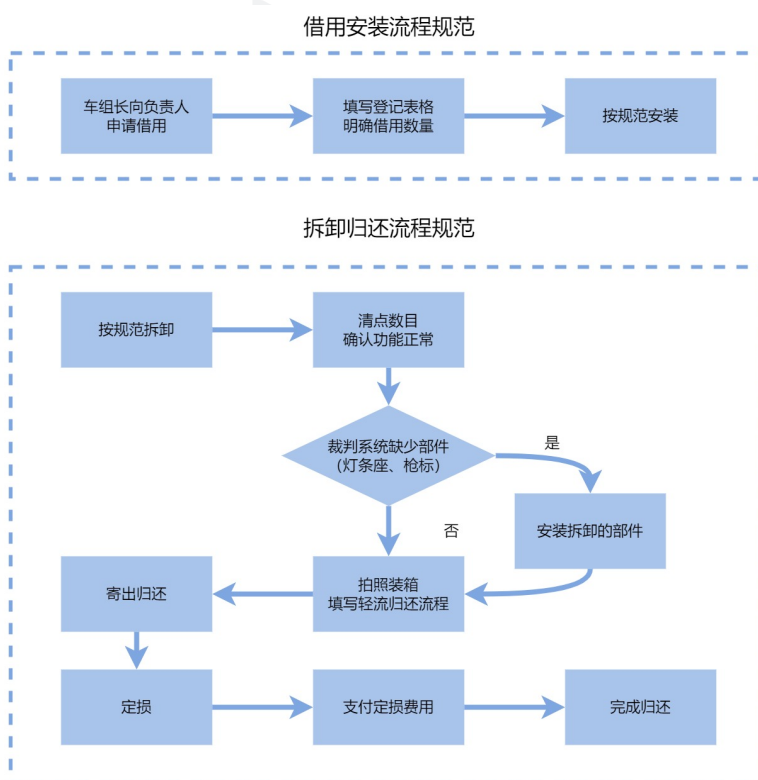 借用安装流程规范
车组长向负责人
申请借用
填写登记表格
明确借用数量
按规范安装
拆卸归还流程规范
按规范拆卸
清点数目
确认功能正常
裁判系统缺少部件
（灯条座、枪标）
是
否
安装拆卸的部件
拍照装箱
填写轻流归还流程
寄出归还
定损
支付定损费用
完成归还